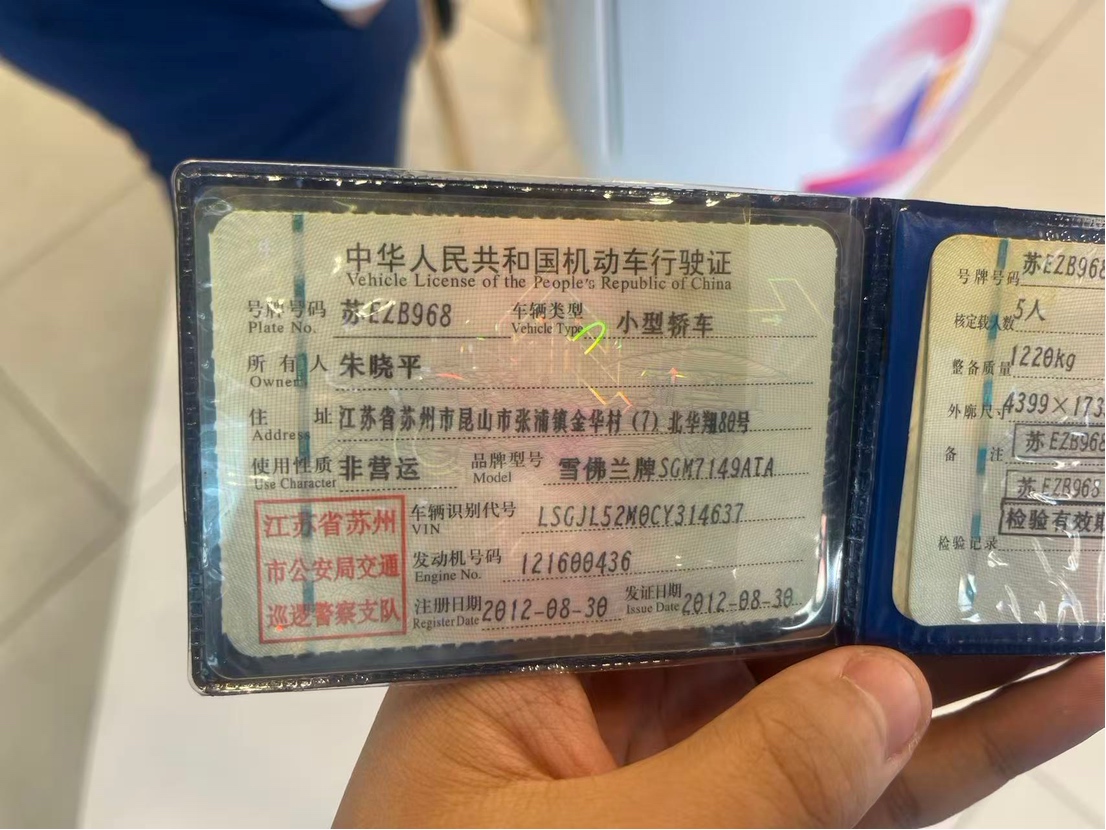 中华人民共和国机动车行驶证
Vehicle License of the People's Republic of China
号牌号码 苏EZB968 车辆类型 小型轿车
Plate No. Vehicle Type
所有人 朱晓平
Owner
住址 江苏省苏州市昆山市张浦镇金华村(7)北华翔80号
Address
使用性质 非营运 品牌型号 雪佛兰牌SGM7149ATA
Use Character Model
车辆识别代号 LSGJL52M0CY314637
VIN
发动机号码 121600436
Engine No.
注册日期 2012-08-30 发证日期 2012-08-30
Register Date Issue Date
江苏省苏州
市公安局交通
巡逻警察支队
号牌号码 苏EZB968
核定载人数 5人
整备质量 1220kg
外廓尺寸 4399×173
备注 苏EZB968
苏EZB968
检验有效期
检验记录